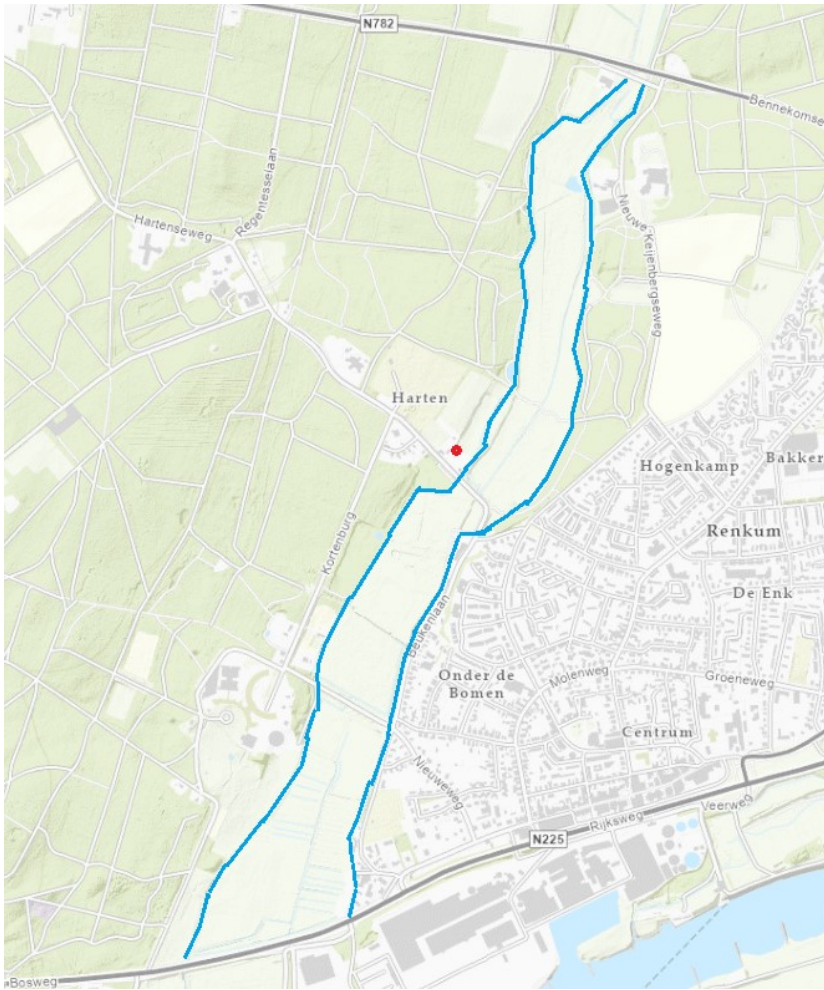 N782
Bennekomse
Hartenseweg
Regentesselaan
Nieuwe Keijenbergseweg
Harten
Hogenkamp
Bakker
Renkum
Kortenburg
De Enk
Beukenlaan
Onder de
Bomen
Molenweg
Groeneweg
Centrum
Nieuweweg
Veerweg
Rijksweg
N225
Bosweg